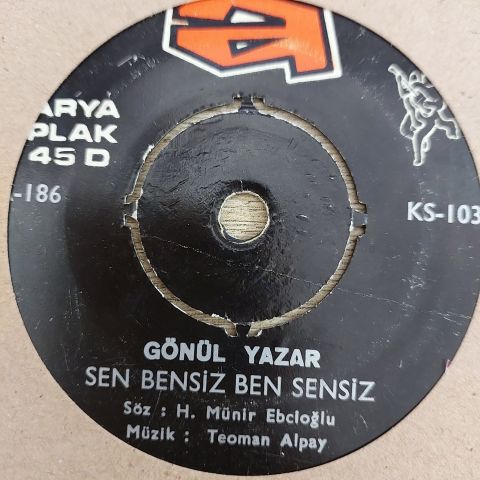 ARYA
PLAK
45 D
-186
KS-103
GÖNÜL YAZAR
SEN BENSİZ BEN SENSİZ
Söz : H. Münir Ebcioğlu
Müzik : Teoman Alpay